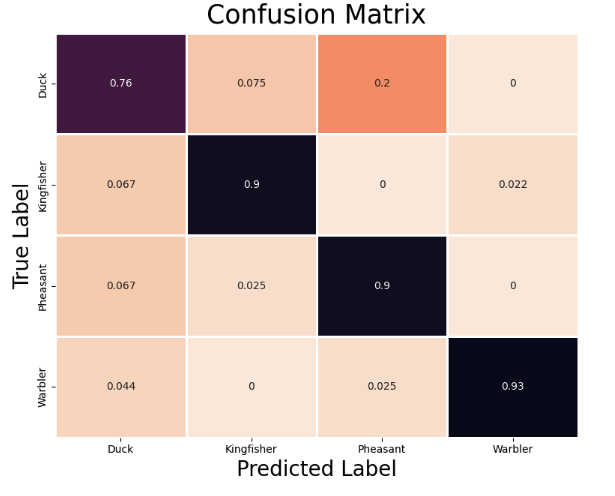 Confusion Matrix
True Label
Duck
0.76 0.075 0.2 0
Kingfisher
0.067 0.9 0 0.022
Pheasant
0.067 0.025 0.9 0
Warbler
0.044 0 0.025 0.93
Duck Kingfisher Pheasant Warbler
Predicted Label